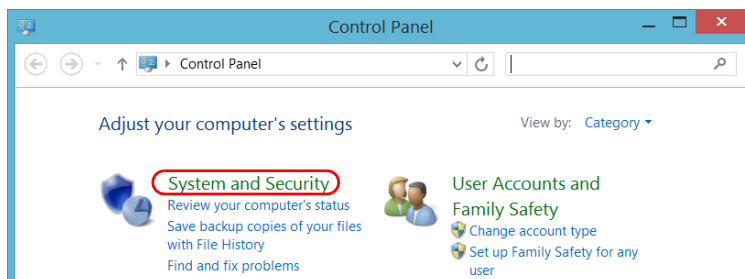 Control Panel
Control Panel
Adjust your computer's settings
View by: Category
System and Security
Review your computer's status
Save backup copies of your files
with File History
Find and fix problems
User Accounts and
Family Safety
Change account type
Set up Family Safety for any
user